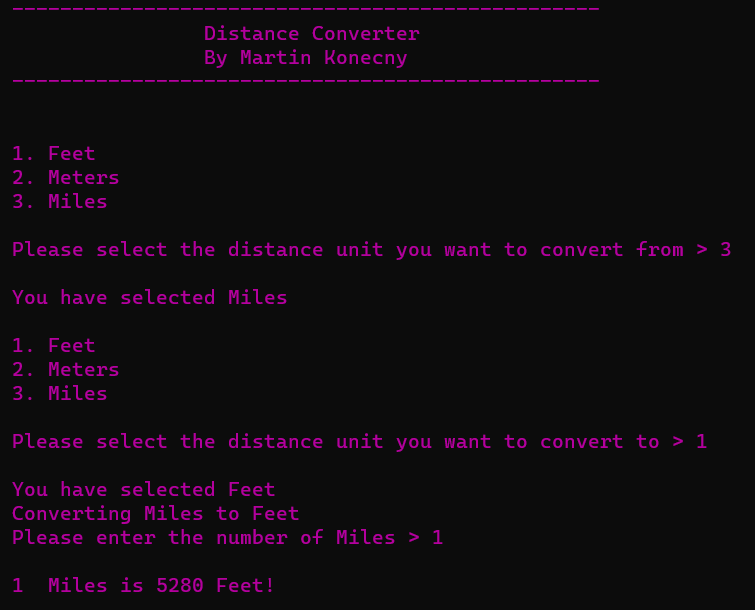 -------------------------------------------------
Distance Converter
By Martin Konecny
-------------------------------------------------
1. Feet
2. Meters
3. Miles
Please select the distance unit you want to convert from > 3
You have selected Miles
1. Feet
2. Meters
3. Miles
Please select the distance unit you want to convert to > 1
You have selected Feet
Converting Miles to Feet
Please enter the number of Miles > 1
1  Miles is 5280 Feet!